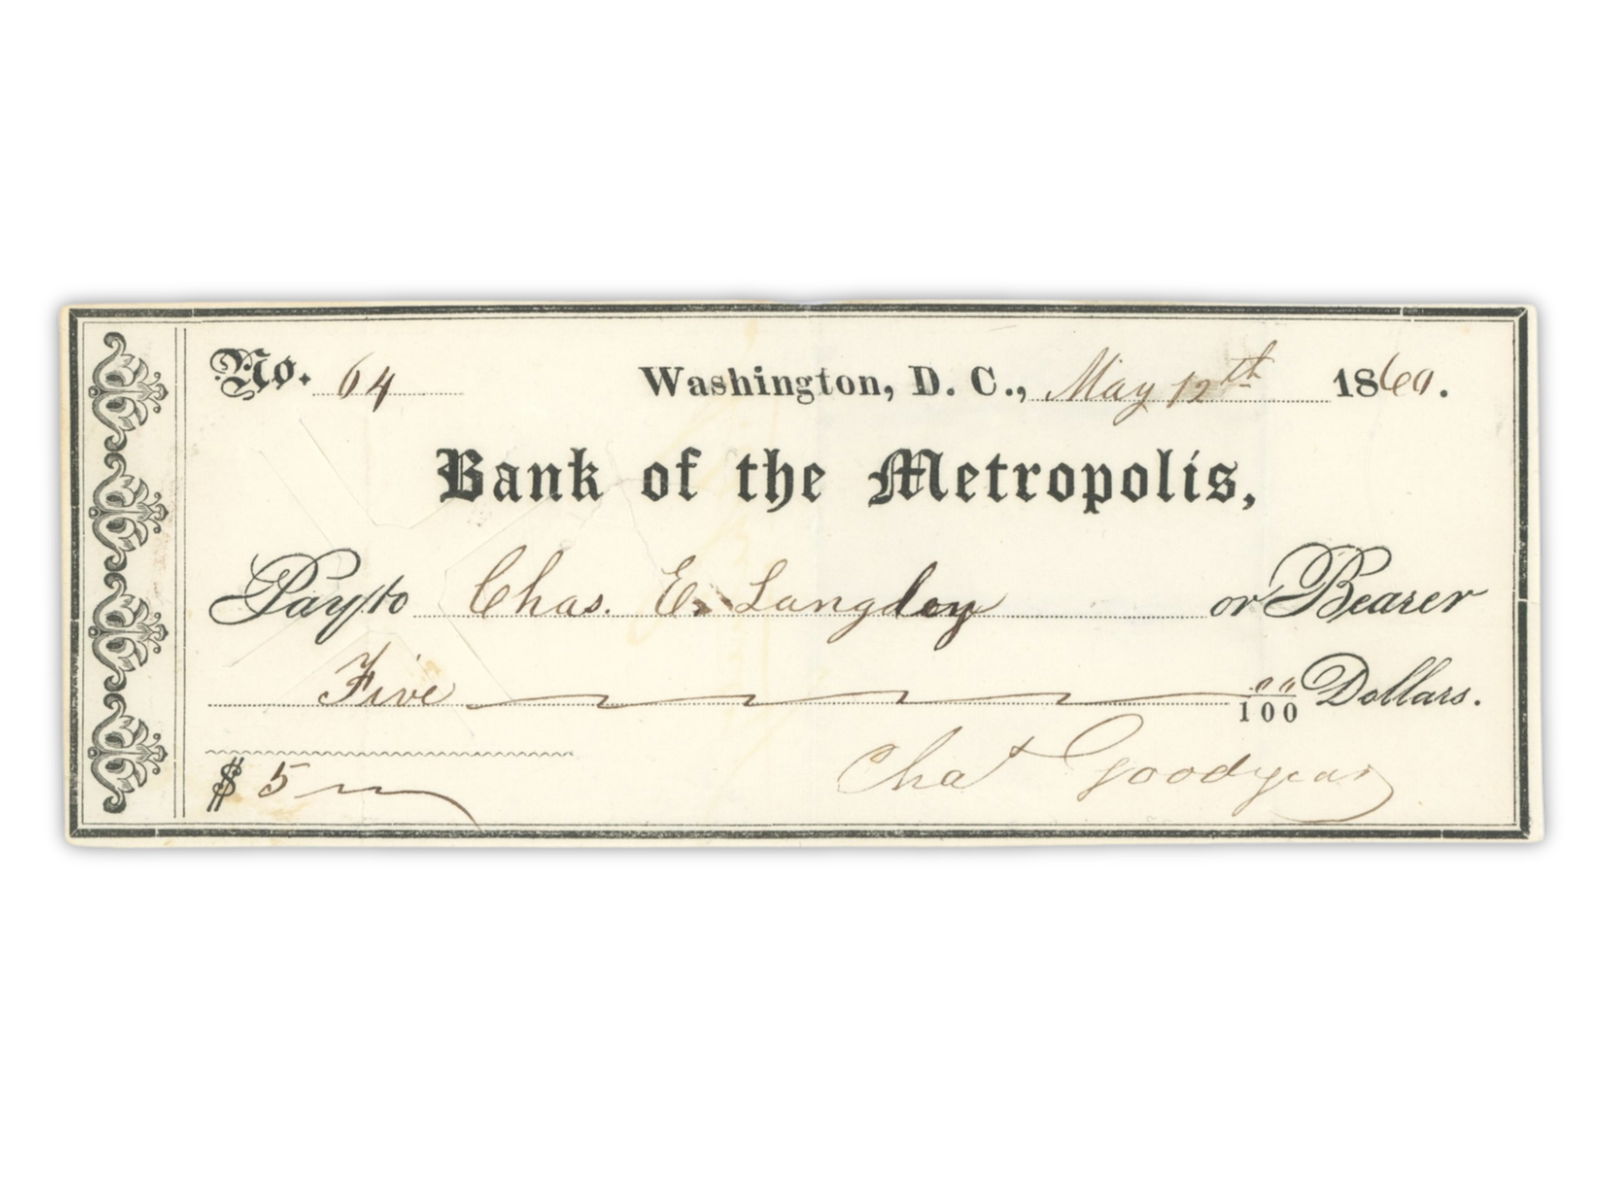 No. 64 Washington, D. C., May 12th 1860.
Bank of the Metropolis,
Pay to Chas. E. Langdoy or Bearer
Five 00/100 Dollars.
$ 5
Chas Goodyear